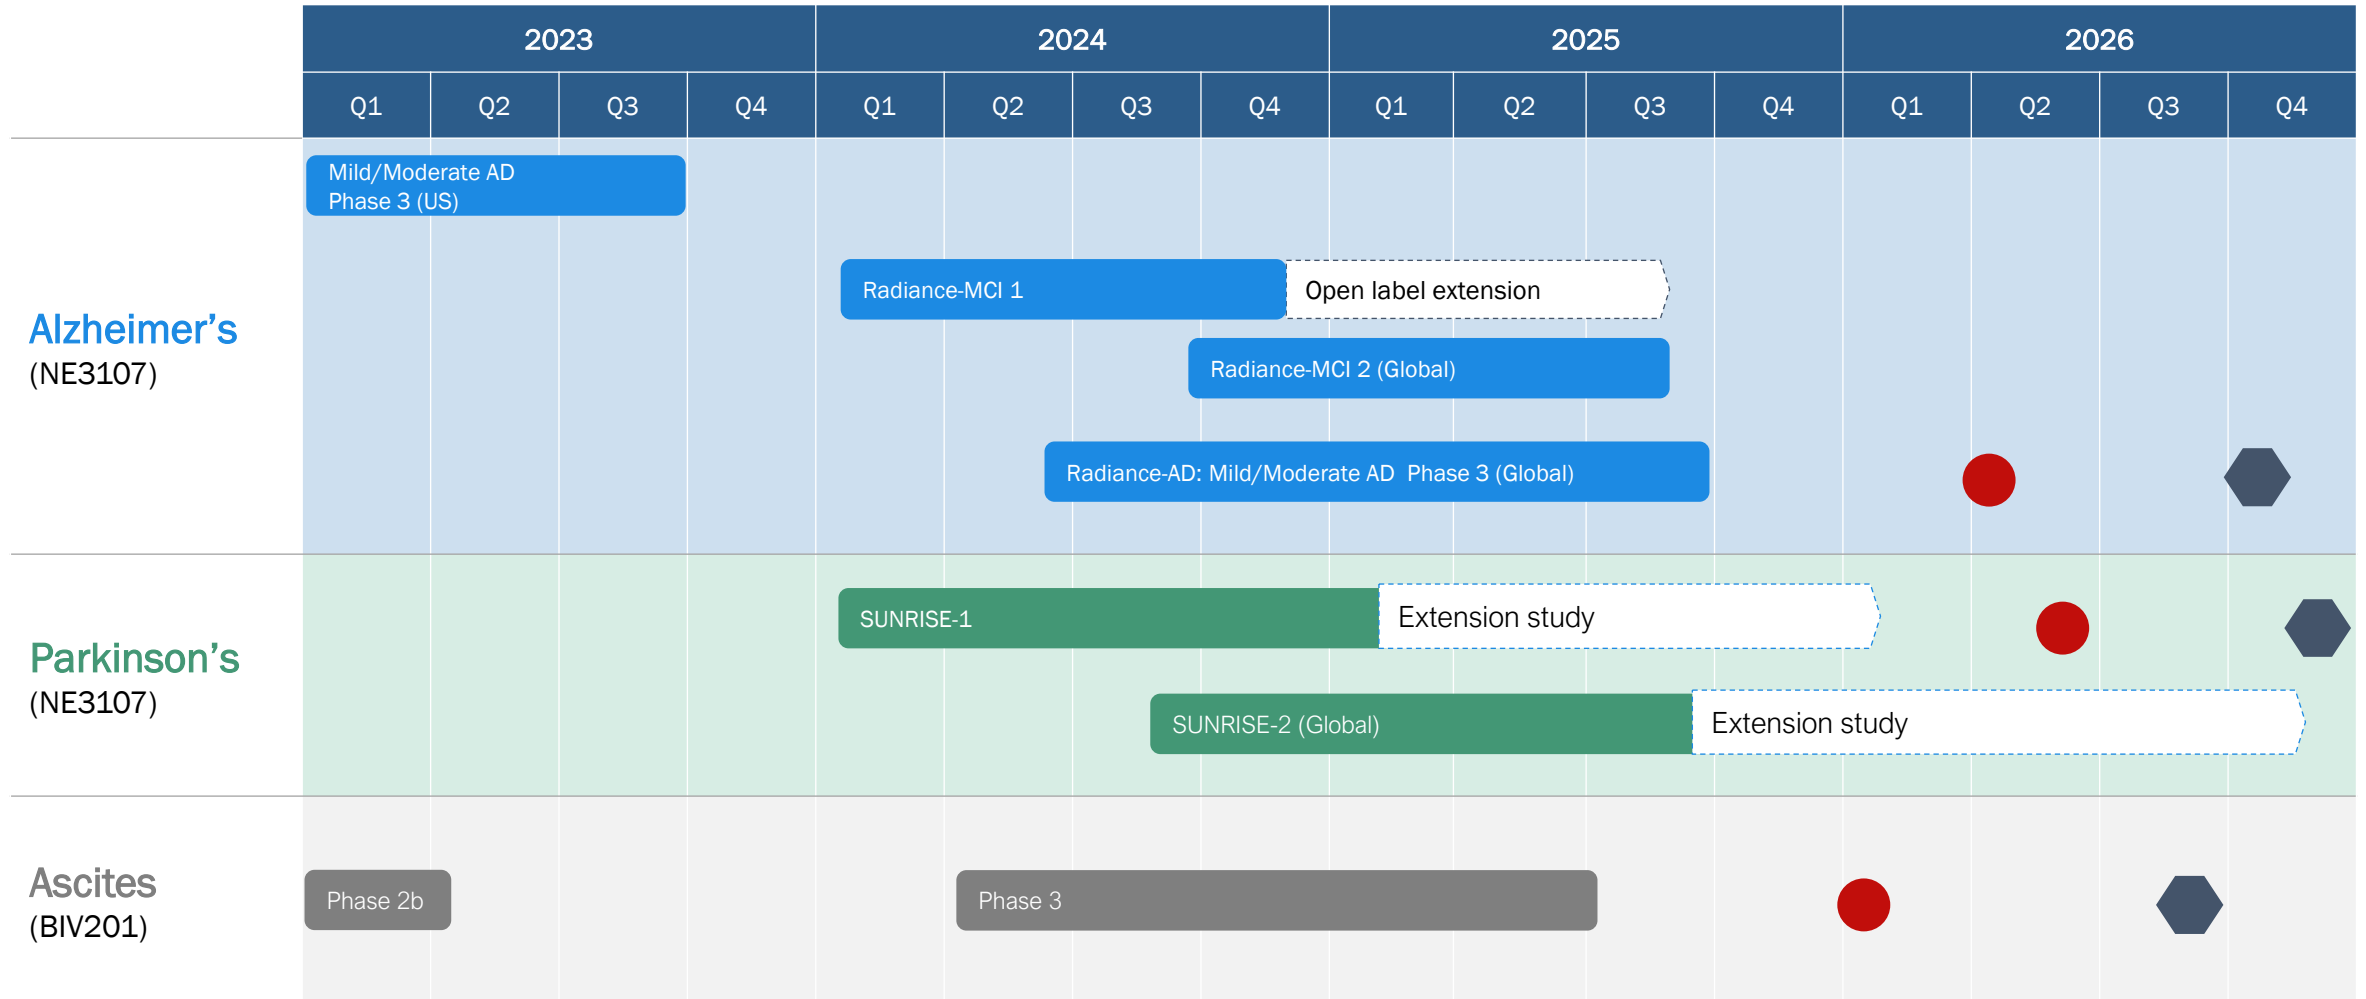 2023 2024 2025 2026
Q1 Q2 Q3 Q4 Q1 Q2 Q3 Q4 Q1 Q2 Q3 Q4 Q1 Q2 Q3 Q4
Alzheimer’s
(NE3107)
Mild/Moderate AD
Phase 3 (US)
Radiance-MCI 1
Open label extension
Radiance-MCI 2 (Global)
Radiance-AD: Mild/Moderate AD  Phase 3 (Global)
Parkinson’s
(NE3107)
SUNRISE-1
Extension study
SUNRISE-2 (Global)
Extension study
Ascites
(BIV201)
Phase 2b
Phase 3